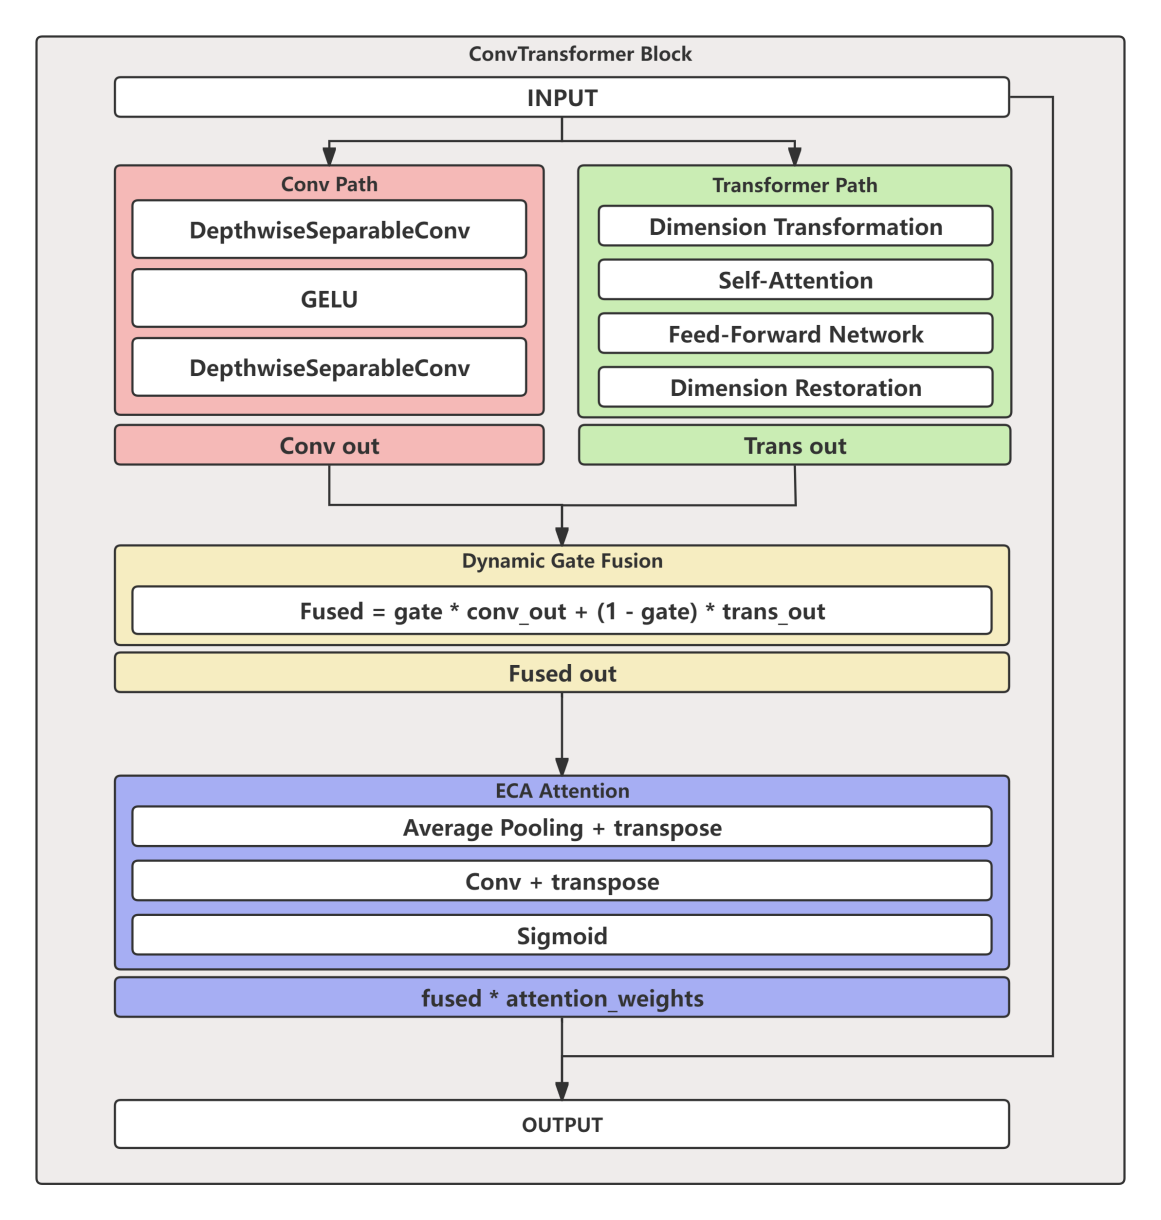 ConvTransformer Block
INPUT
Conv Path
DepthwiseSeparableConv
GELU
DepthwiseSeparableConv
Conv out
Transformer Path
Dimension Transformation
Self-Attention
Feed-Forward Network
Dimension Restoration
Trans out
Dynamic Gate Fusion
Fused = gate * conv_out + (1 - gate) * trans_out
Fused out
ECA Attention
Average Pooling + transpose
Conv + transpose
Sigmoid
fused * attention_weights
OUTPUT